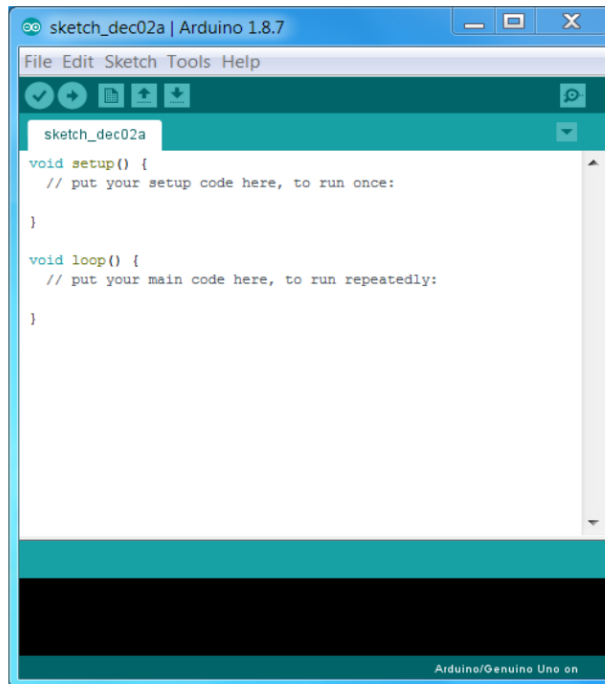 sketch_dec02a | Arduino 1.8.7
File Edit Sketch Tools Help
sketch_dec02a
void setup() {
  // put your setup code here, to run once:
}
void loop() {
  // put your main code here, to run repeatedly:
}
Arduino/Genuino Uno on